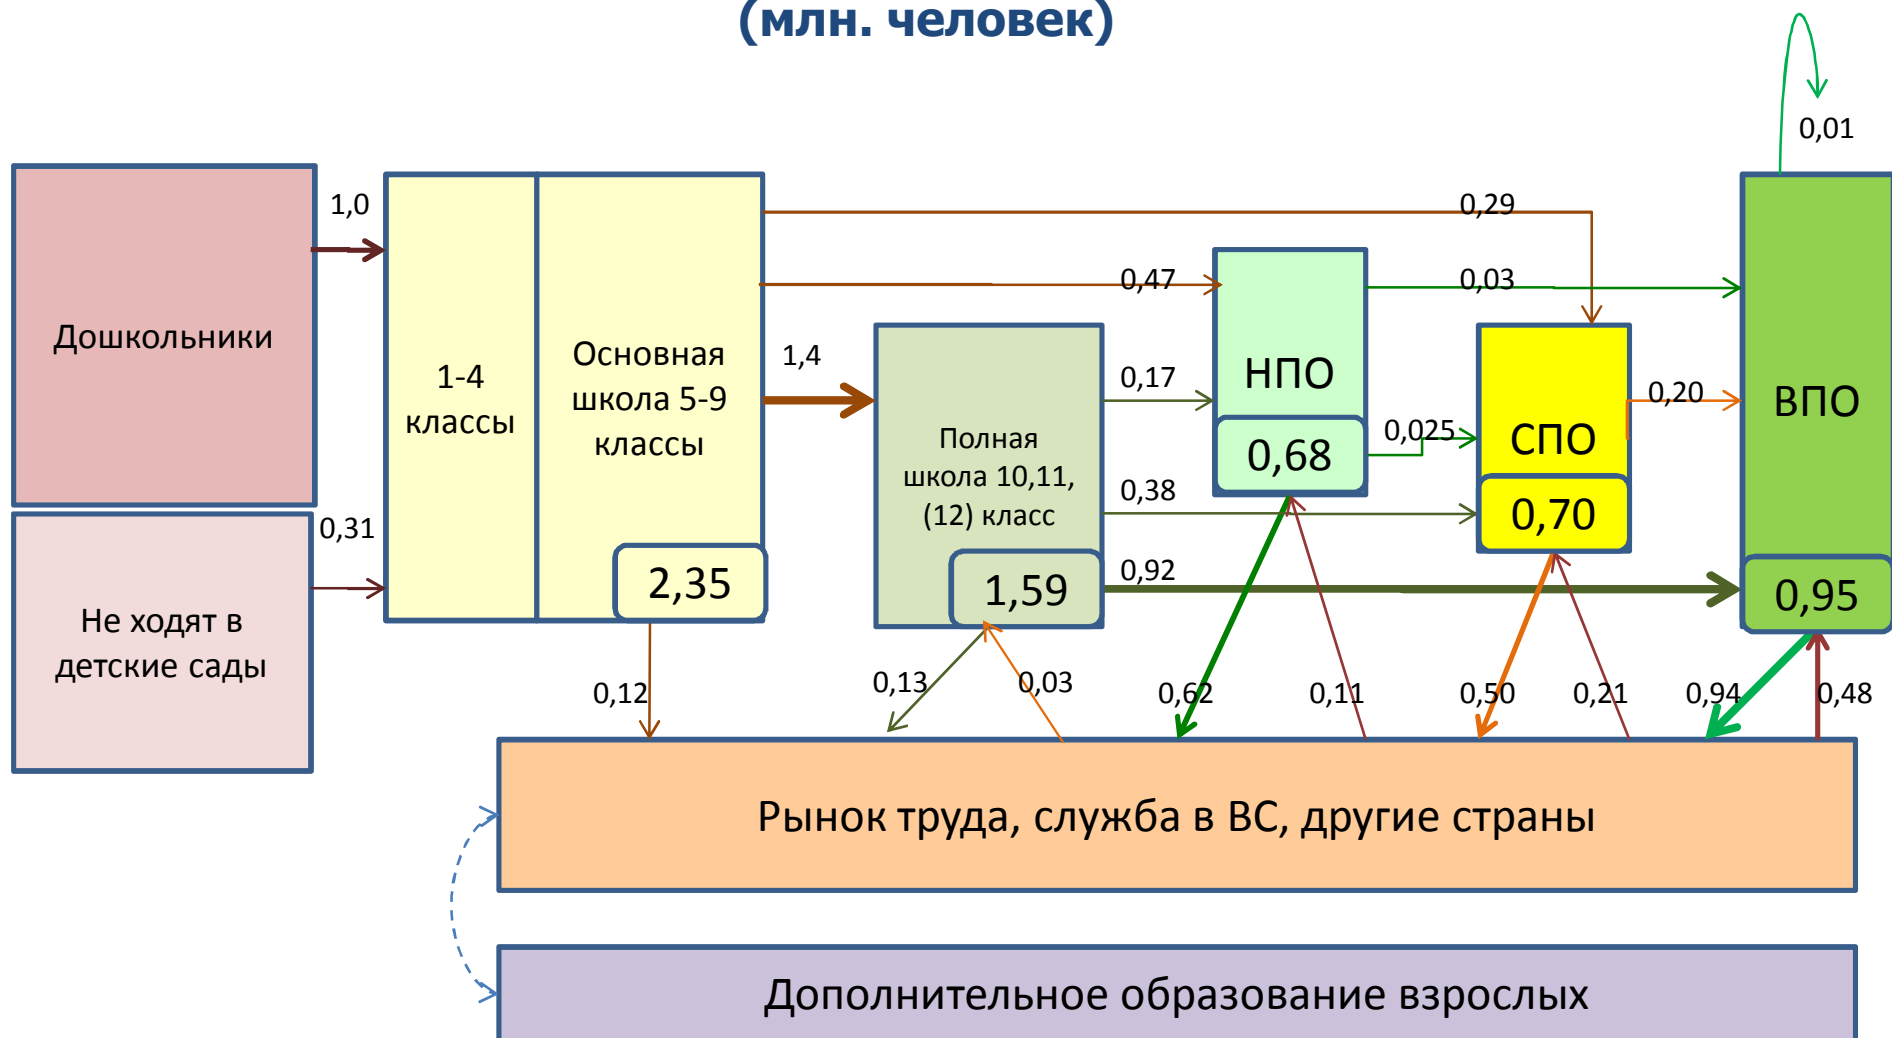 (млн. человек)
0,01
1,0
0,29
0,47
0,03
Дошкольники
1-4
классы
Основная
школа 5-9
классы
1,4
0,17
НПО
0,025
0,20
ВПО
СПО
Полная
школа 10,11,
(12) класс
0,68
0,38
0,70
0,31
2,35
1,59
0,92
0,95
Не ходят в
детские сады
0,12
0,13
0,03
0,62
0,11
0,50
0,21
0,94
0,48
Рынок труда, служба в ВС, другие страны
Дополнительное образование взрослых